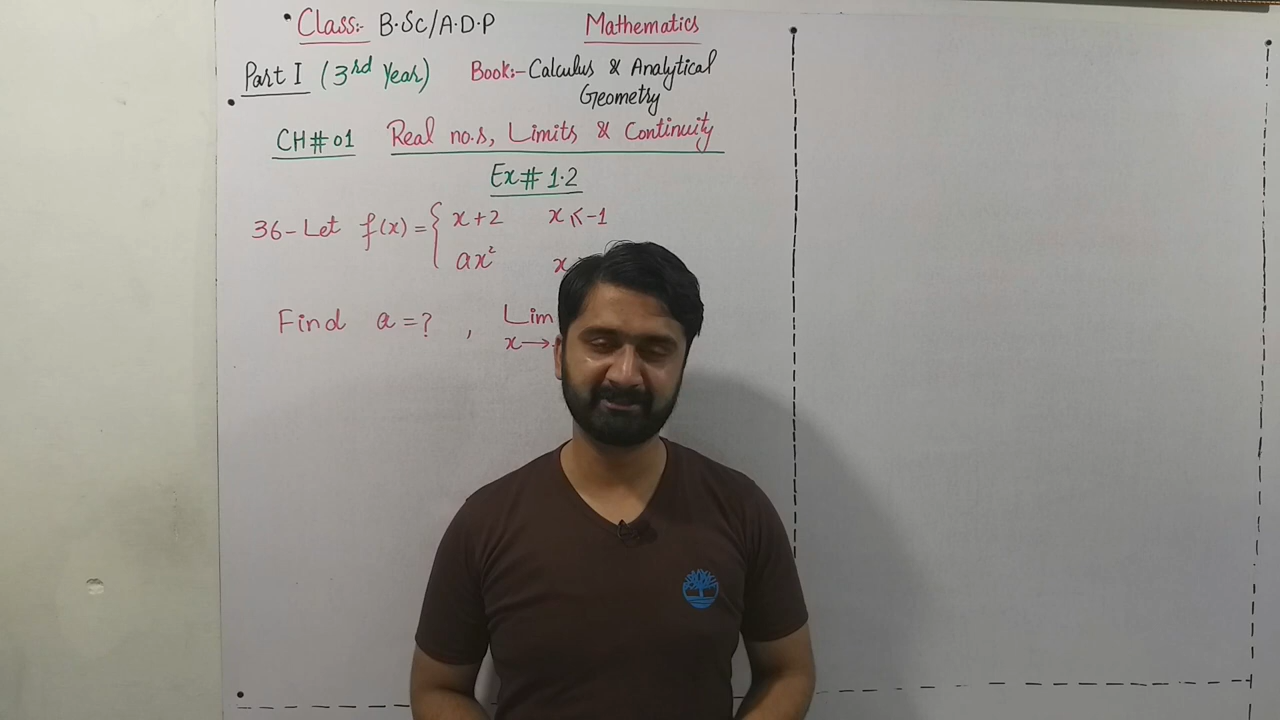 Class:- B.Sc/A.D.P Mathematics
Part I (3rd Year) Book:- Calculus & Analytical
Geometry
CH# 01 Real no.s, Limits & Continuity
Ex# 1.2
36- Let f(x) = { x+2 x ≤ -1
ax² x
Find a = ? , Lim
x →